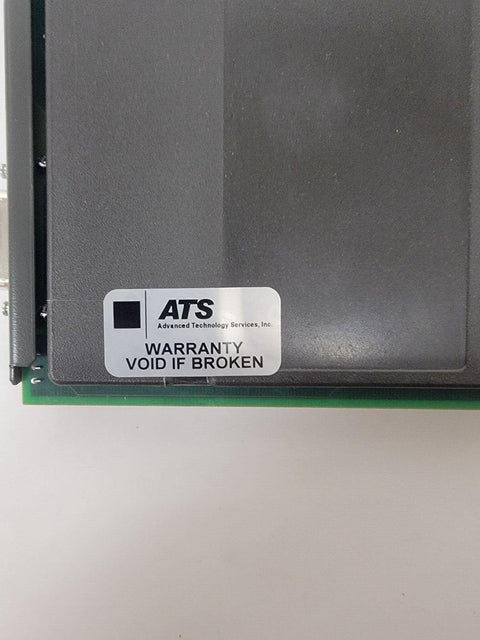 ATS
Advanced Technology Services, Inc.
WARRANTY
VOID IF BROKEN